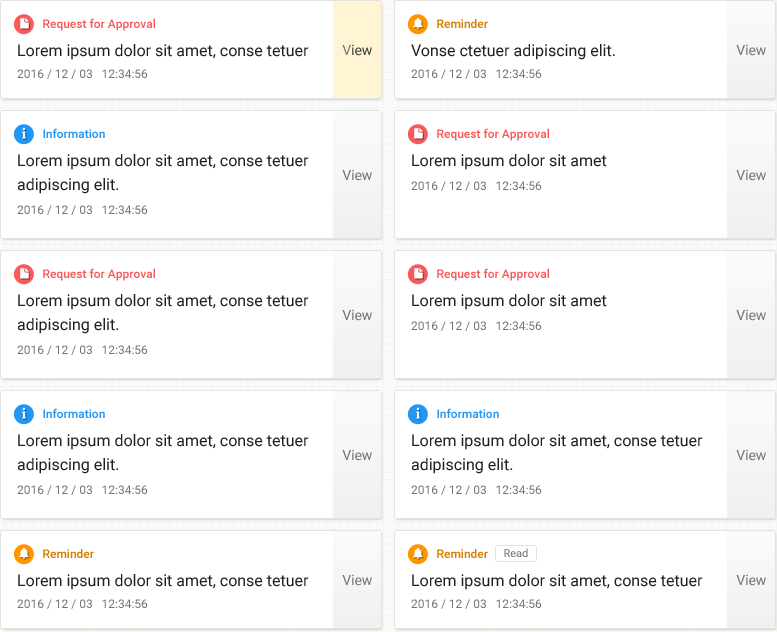 Request for Approval
Lorem ipsum dolor sit amet, conse tetuer
2016 / 12 / 03 12:34:56
View
Reminder
Vonse ctetuer adipiscing elit.
2016 / 12 / 03 12:34:56
View
Information
Lorem ipsum dolor sit amet, conse tetuer
adipiscing elit.
2016 / 12 / 03 12:34:56
View
Request for Approval
Lorem ipsum dolor sit amet
2016 / 12 / 03 12:34:56
View
Request for Approval
Lorem ipsum dolor sit amet, conse tetuer
adipiscing elit.
2016 / 12 / 03 12:34:56
View
Request for Approval
Lorem ipsum dolor sit amet
2016 / 12 / 03 12:34:56
View
Information
Lorem ipsum dolor sit amet, conse tetuer
adipiscing elit.
2016 / 12 / 03 12:34:56
View
Information
Lorem ipsum dolor sit amet, conse tetuer
adipiscing elit.
2016 / 12 / 03 12:34:56
View
Reminder
Lorem ipsum dolor sit amet, conse tetuer
2016 / 12 / 03 12:34:56
View
Reminder Read
Lorem ipsum dolor sit amet, conse tetuer
2016 / 12 / 03 12:34:56
View